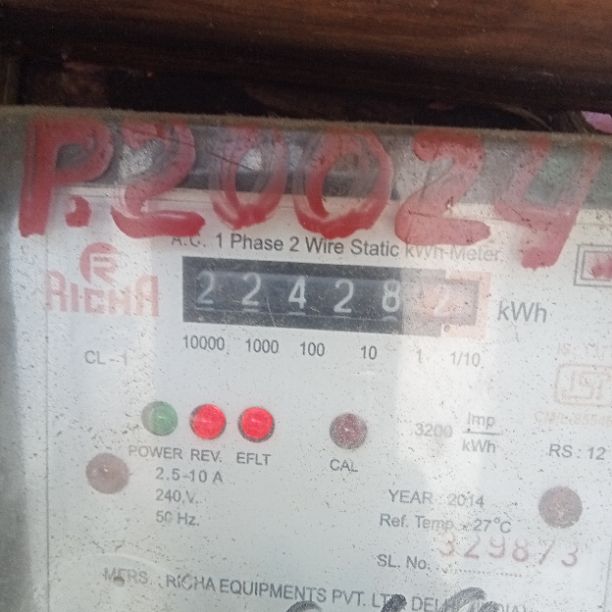 P.20024
A.C. 1 Phase 2 Wire Static kWh Meter
R
RICHA
22428 kWh
10000 1000 100 10 1 1/10
CL -1
3200 Imp/kWh
POWER REV. EFLT CAL
RS : 12
2.5-10 A
240.V.
50 Hz.
YEAR : 2014
Ref. Temp. : 27°C
SL. No. 329873
MFRS. : RICHA EQUIPMENTS PVT. LTD DELHI